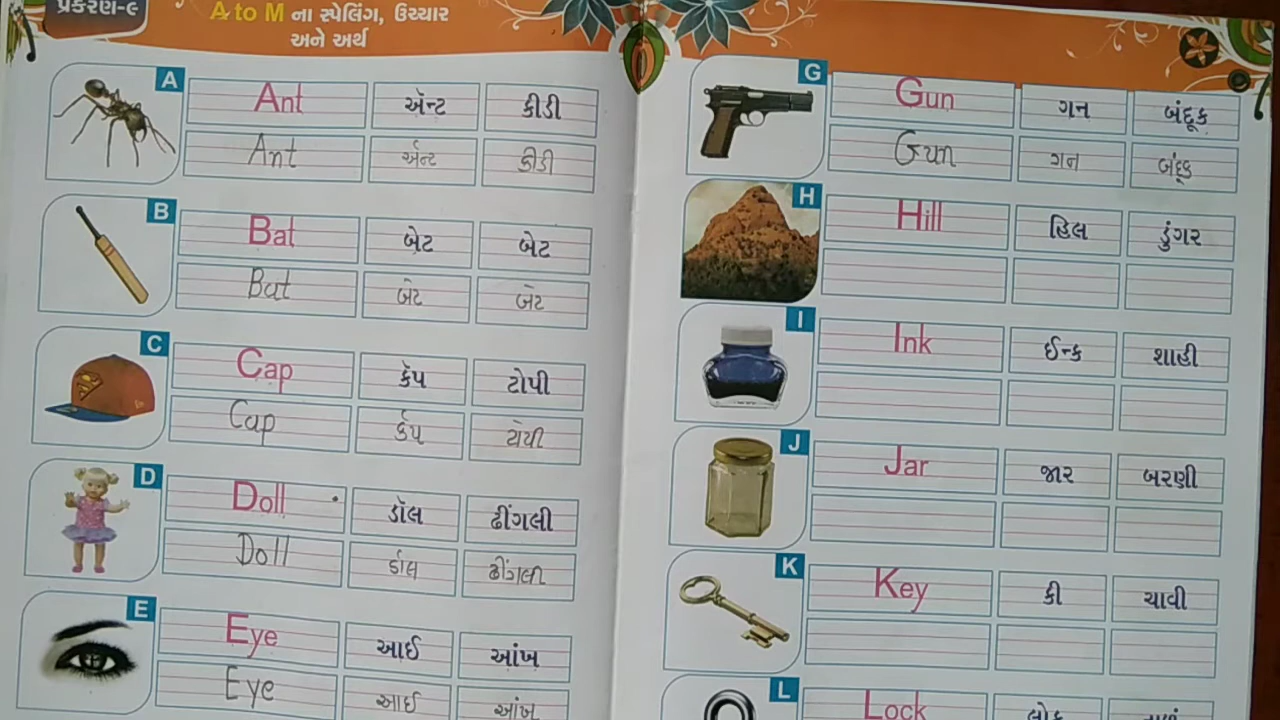 પ્રકરણ-૯
A to M ના સ્પેલિંગ, ઉચ્ચાર
અને અર્થ
A
Ant ઍન્ટ કીડી
Ant ઍન્ટ કીડી
B
Bat બેટ બેટ
Bat બેટ બેટ
C
Cap કૅપ ટોપી
Cap કૅપ ટોપી
D
Doll ડૉલ ઢીંગલી
Doll ડૉલ ઢીંગલી
E
Eye આઈ આંખ
Eye આઈ આંખ
G
Gun ગન બંદૂક
Gun ગન બંદૂક
H
Hill હિલ ડુંગર
I
Ink ઈન્ક શાહી
J
Jar જાર બરણી
K
Key કી ચાવી
L
Lock લોક